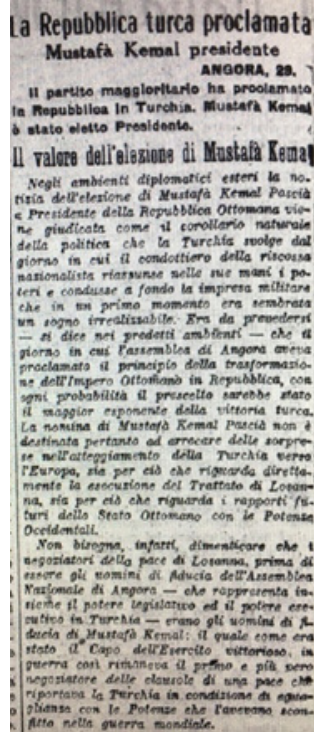 La Repubblica turca proclamata
Mustafà Kemal presidente
ANGORA, 29.
Il partito maggioritario ha proclamato
la Repubblica in Turchia. Mustafà Kemal
è stato eletto Presidente.
Il valore dell'elezione di Mustafà Kemal
Negli ambienti diplomatici esteri la no-
tizia dell'elezione di Mustafà Kemal Pascià
a Presidente della Repubblica Ottomana vie-
ne giudicata come il corollario naturale
della politica che la Turchia svolge dal
giorno in cui il condottiero della riscossa
nazionalista riassunse nelle sue mani i po-
teri e condusse a fondo la impresa militare
che in un primo momento era sembrata
un sogno irrealizzabile. Era da prevedersi
— si dice nei predetti ambienti — che il
giorno in cui l'assemblea di Angora aveva
proclamato il principio della trasformazio-
ne dell'Impero Ottomano in Repubblica, con
ogni probabilità il prescelto sarebbe stato
il maggior esponente della vittoria turca.
La nomina di Mustafà Kemal Pascià non è
destinata pertanto ad arrecare delle sorpre-
se nell'atteggiamento della Turchia verso
l'Europa, sia per ciò che riguarda diretta-
mente la esecuzione del Trattato di Losan-
na, sia per ciò che riguarda i rapporti fu-
turi dello Stato Ottomano con le Potenze
Occidentali.
Non bisogna, infatti, dimenticare che i
negoziatori della pace di Losanna, prima di
essere gli uomini di fiducia dell'Assemblea
Nazionale di Angora — che rappresenta in-
sieme il potere legislativo ed il potere ese-
cutivo in Turchia — erano gli uomini di fi-
ducia di Mustafà Kemal: il quale come era
stato il Capo dell'Esercito vittorioso, in
guerra così rimaneva il primo e più vero
negoziatore delle clausole di una pace che
riportava la Turchia in condizione di egua-
glianza con le Potenze che l'avevano scon-
fitta nella guerra mondiale.